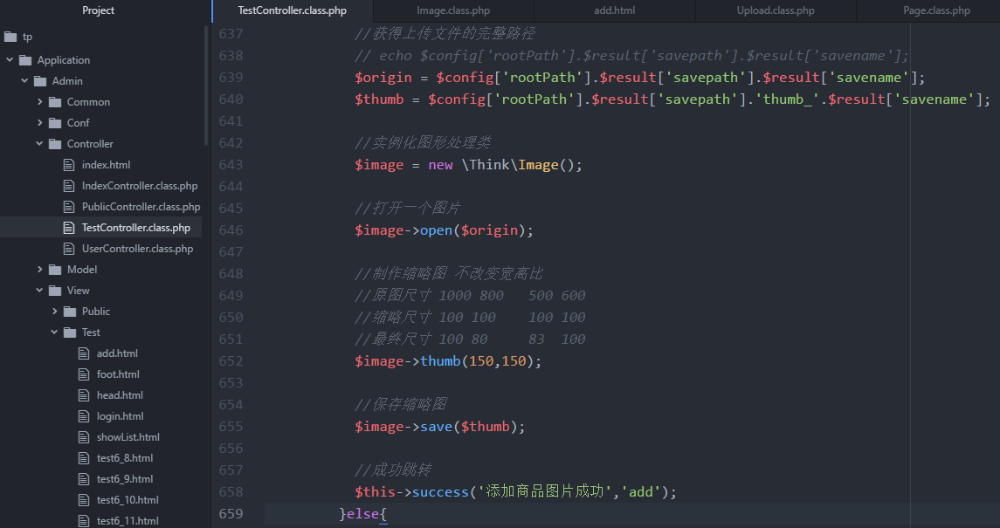 Project
TestController.class.php
Image.class.php
add.html
Upload.class.php
Page.class.php
tp
Application
Admin
Common
Conf
Controller
index.html
IndexController.class.php
PublicController.class.php
TestController.class.php
UserController.class.php
Model
View
Public
Test
add.html
foot.html
head.html
login.html
showList.html
test6_8.html
test6_9.html
test6_10.html
test6_11.html
637 //获得上传文件的完整路径
638 // echo $config['rootPath'].$result['savepath'].$result['savename'];
639 $origin = $config['rootPath'].$result['savepath'].$result['savename'];
640 $thumb = $config['rootPath'].$result['savepath'].'thumb_'.$result['savename'];
641
642 //实例化图形处理类
643 $image = new \Think\Image();
644
645 //打开一个图片
646 $image->open($origin);
647
648 //制作缩略图 不改变宽高比
649 //原图尺寸 1000 800   500 600
650 //缩略尺寸 100 100    100 100
651 //最终尺寸 100 80     83  100
652 $image->thumb(150,150);
653
654 //保存缩略图
655 $image->save($thumb);
656
657 //成功跳转
658 $this->success('添加商品图片成功','add');
659 }else{